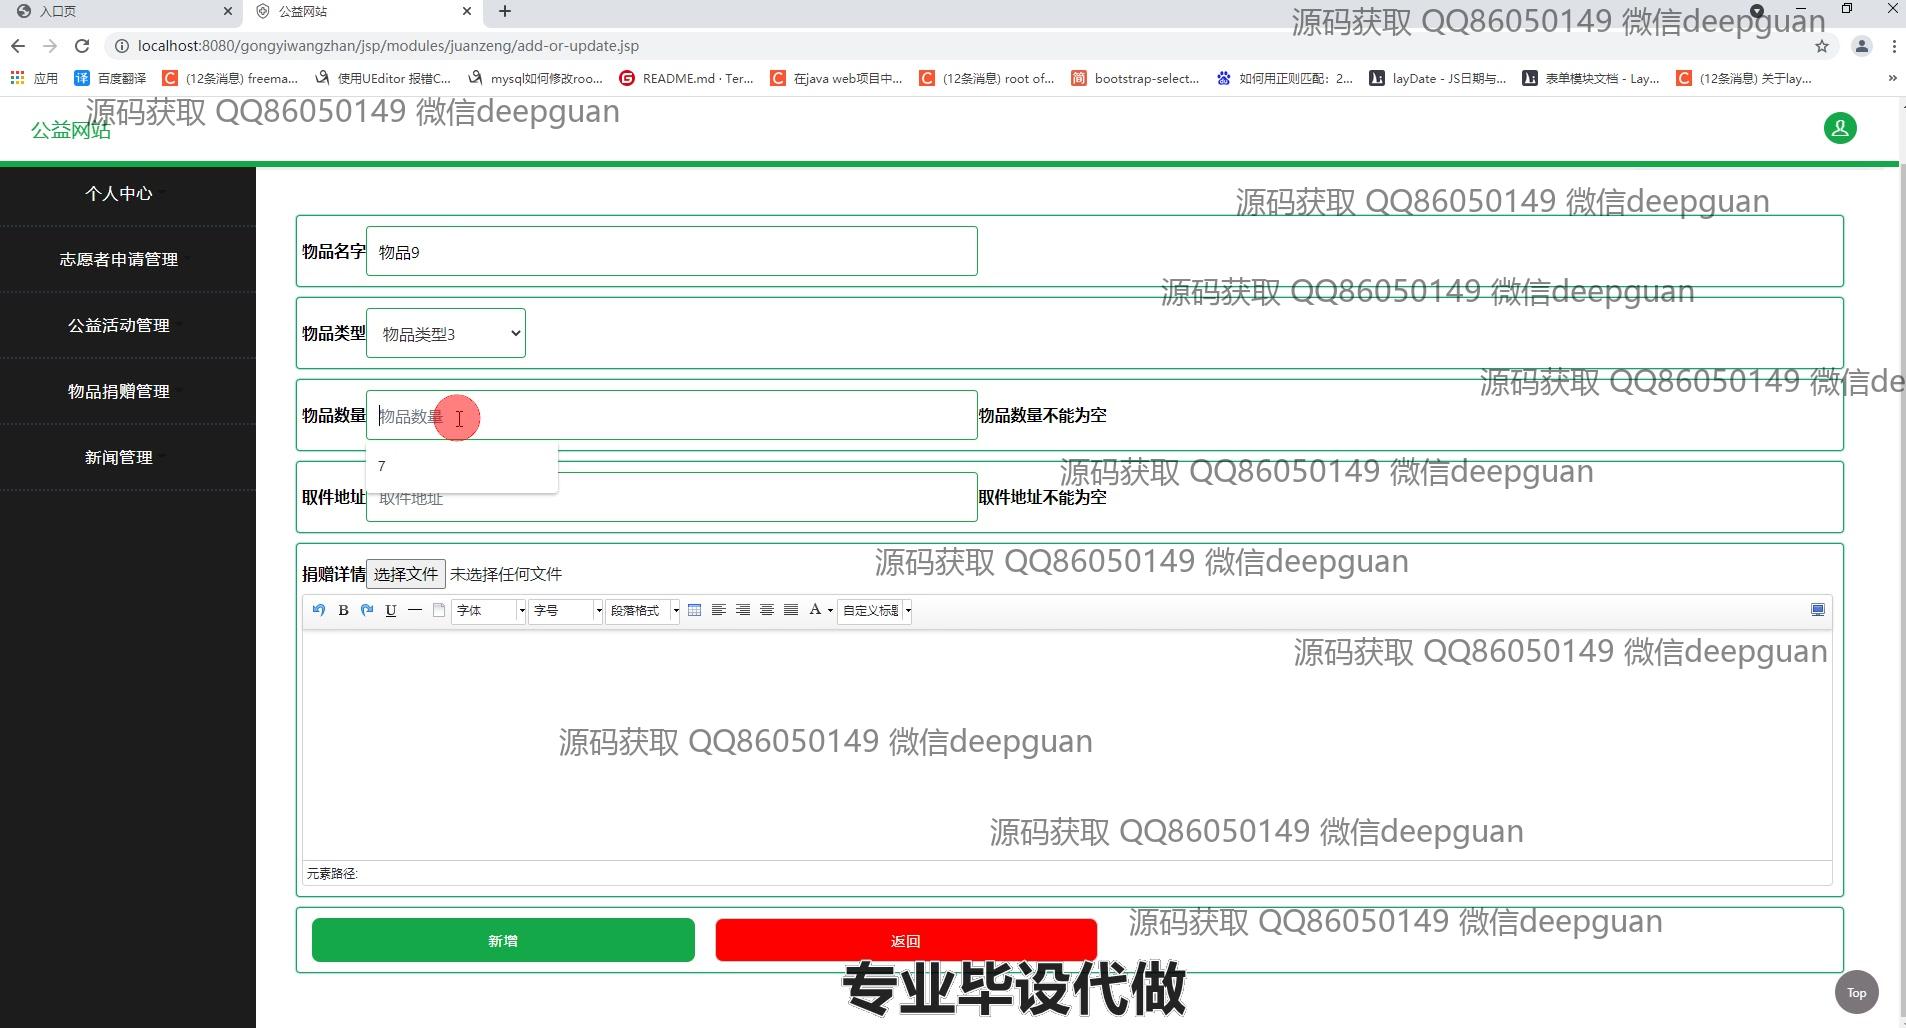 入口页
公益网站
源码获取 QQ86050149 微信deepguan
localhost:8080/gongyiwangzhan/jsp/modules/juanzeng/add-or-update.jsp
应用
百度翻译
(12条消息) freema...
使用UEditor 报错C...
mysql如何修改roo...
README.md · Ter...
在java web项目中...
(12条消息) root of...
bootstrap-select...
如何用正则匹配：2...
layDate - JS日期与...
表单模块文档 - Lay...
(12条消息) 关于lay...
源码获取 QQ86050149 微信deepguan
公益网站
个人中心
志愿者申请管理
公益活动管理
物品捐赠管理
新闻管理
源码获取 QQ86050149 微信deepguan
物品名字 物品9
源码获取 QQ86050149 微信deepguan
物品类型 物品类型3
源码获取 QQ86050149 微信de
物品数量 物品数量 物品数量不能为空
7
源码获取 QQ86050149 微信deepguan
取件地址 取件地址 取件地址不能为空
源码获取 QQ86050149 微信deepguan
捐赠详情 选择文件 未选择任何文件
B U 字体 字号 段落格式 A 自定义标题
源码获取 QQ86050149 微信deepguan
源码获取 QQ86050149 微信deepguan
源码获取 QQ86050149 微信deepguan
元素路径:
源码获取 QQ86050149 微信deepguan
新增
返回
专业毕设代做
Top